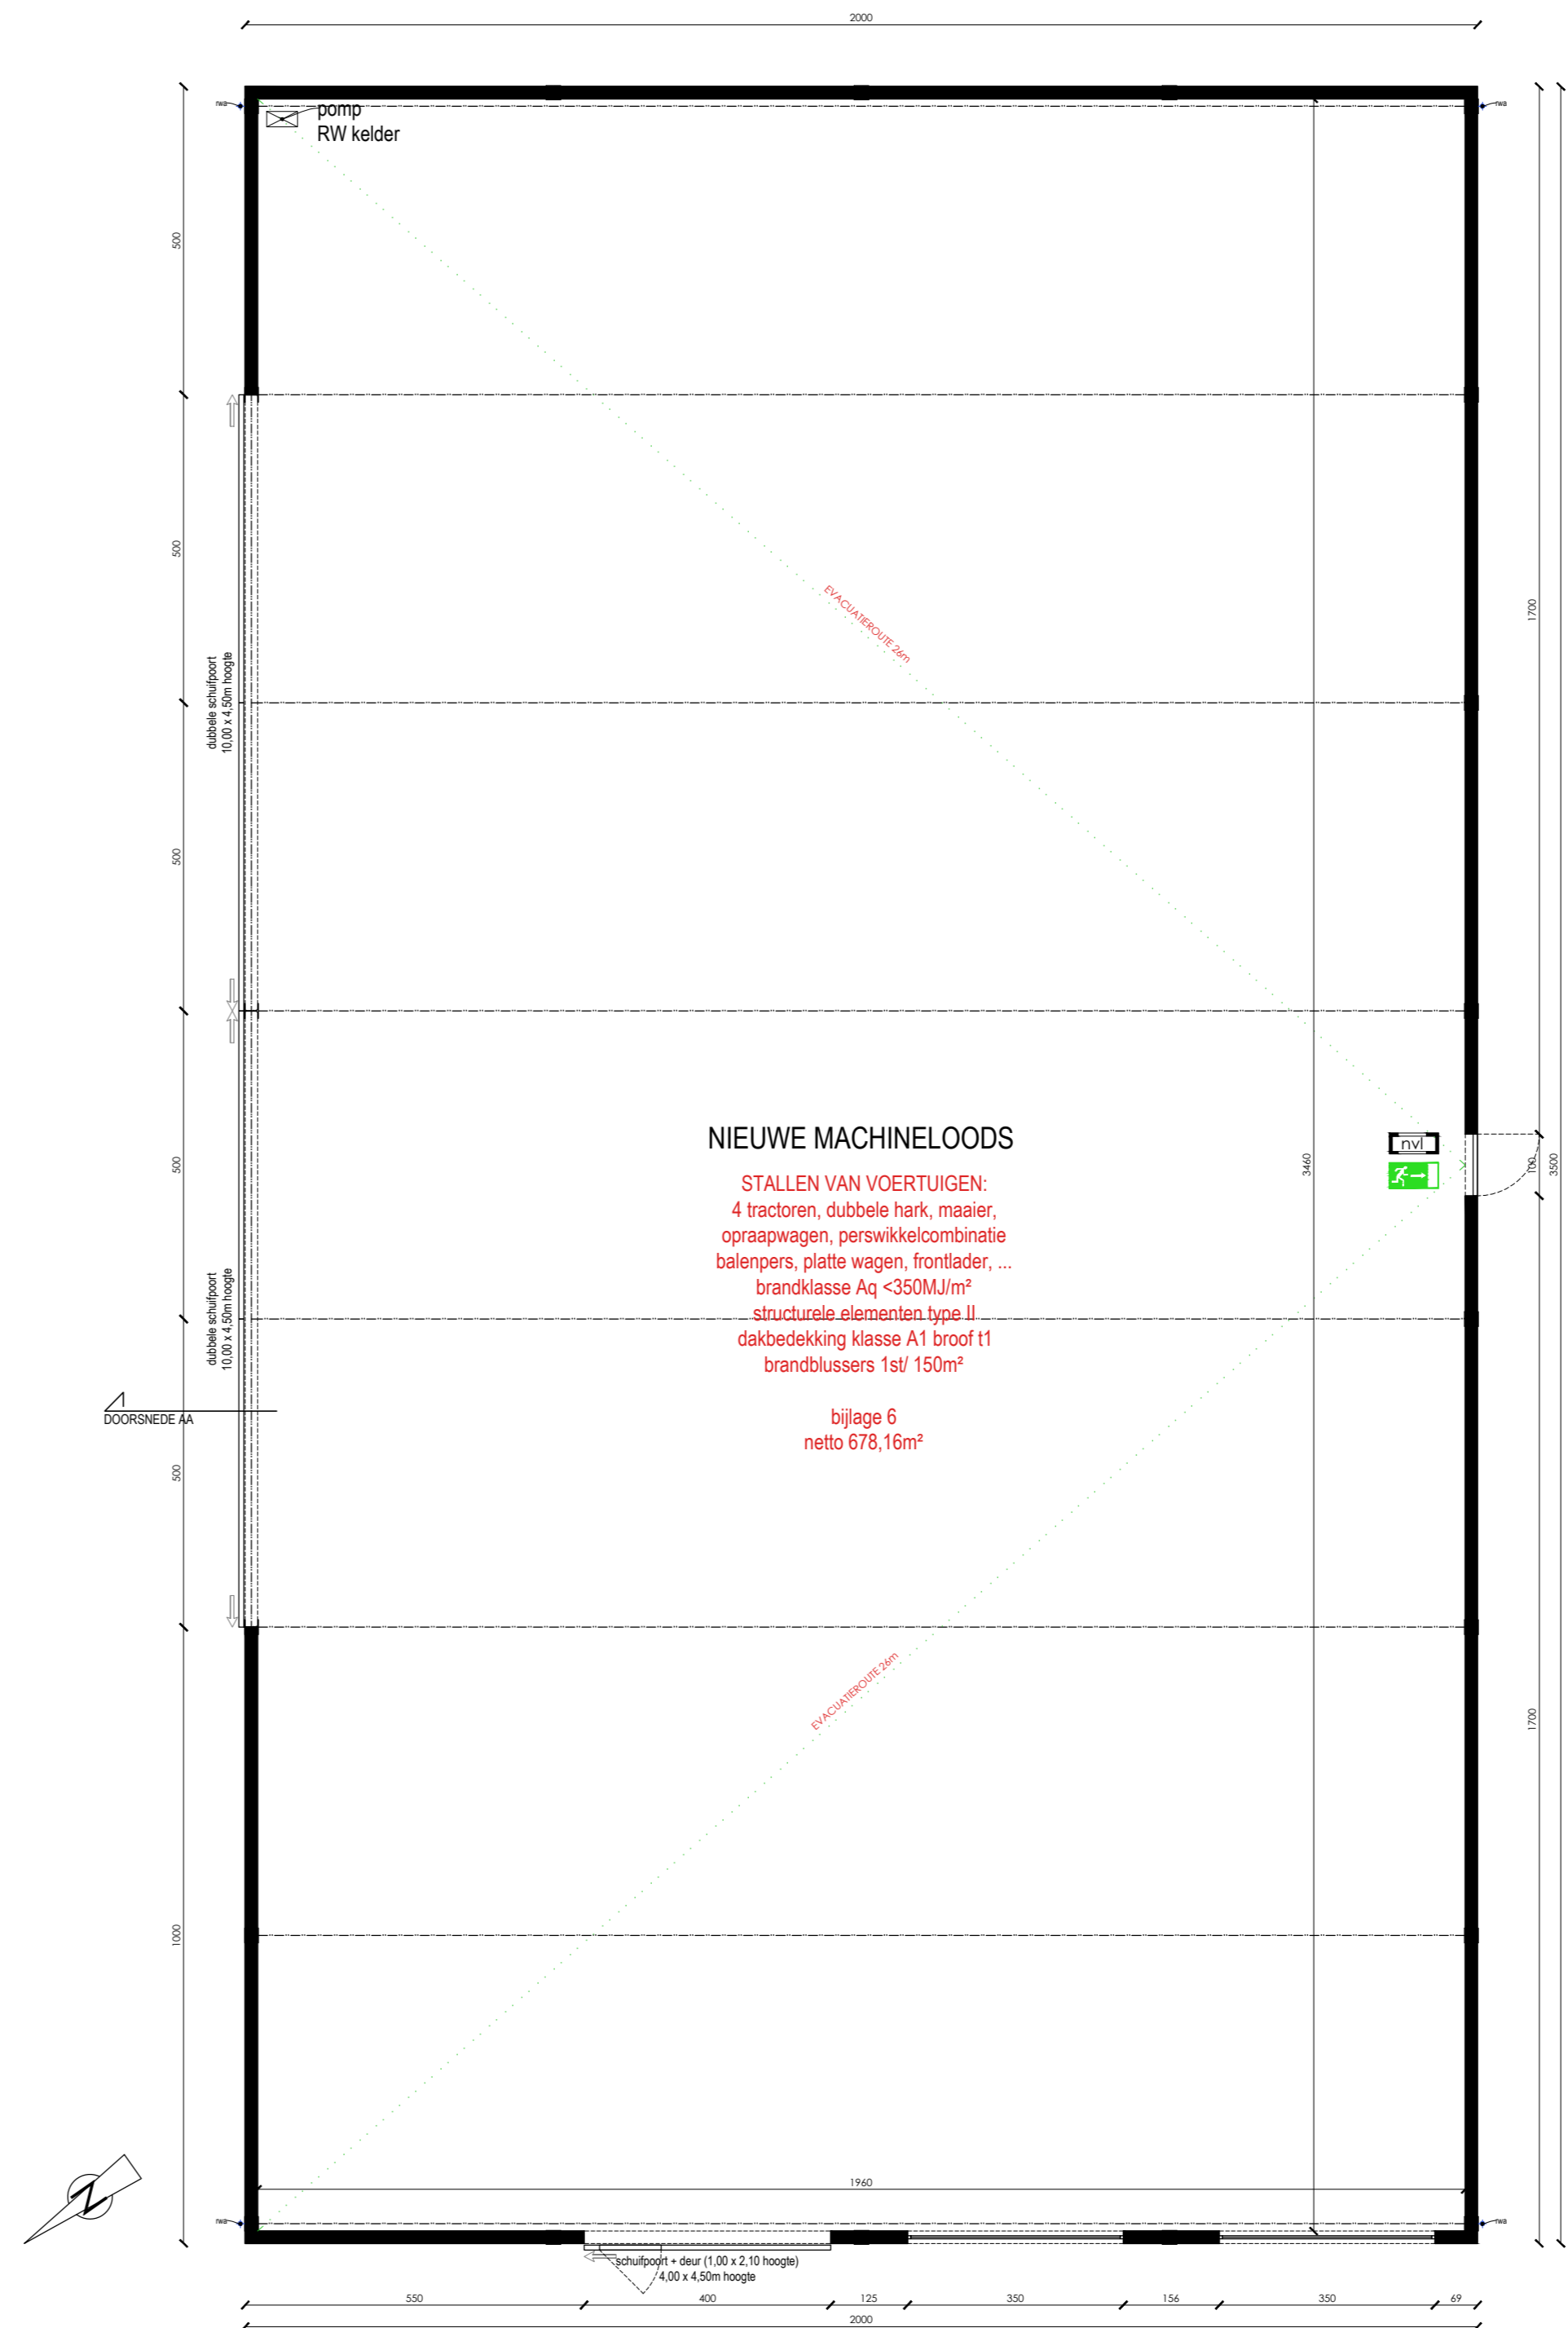 2000
rwa
rwa
pomp
RW kelder
500
500
500
500
500
1000
dubbele schuifpoort
10,00 x 4,50m hoogte
dubbele schuifpoort
10,00 x 4,50m hoogte
EVACUATIEROUTE 26m
1700
100
3500
3460
nvl
NIEUWE MACHINELOODS
STALLEN VAN VOERTUIGEN:
4 tractoren, dubbele hark, maaier,
opraapwagen, perswikkelcombinatie
balenpers, platte wagen, frontlader, ...
brandklasse Aq <350MJ/m²
structurele elementen type II
dakbedekking klasse A1 broof t1
brandblussers 1st/ 150m²
bijlage 6
netto 678,16m²
DOORSNEDE AA
EVACUATIEROUTE 26m
1700
1960
N
rwa
rwa
schuifpoort + deur (1,00 x 2,10 hoogte)
4,00 x 4,50m hoogte
550
400
125
350
156
350
69
2000